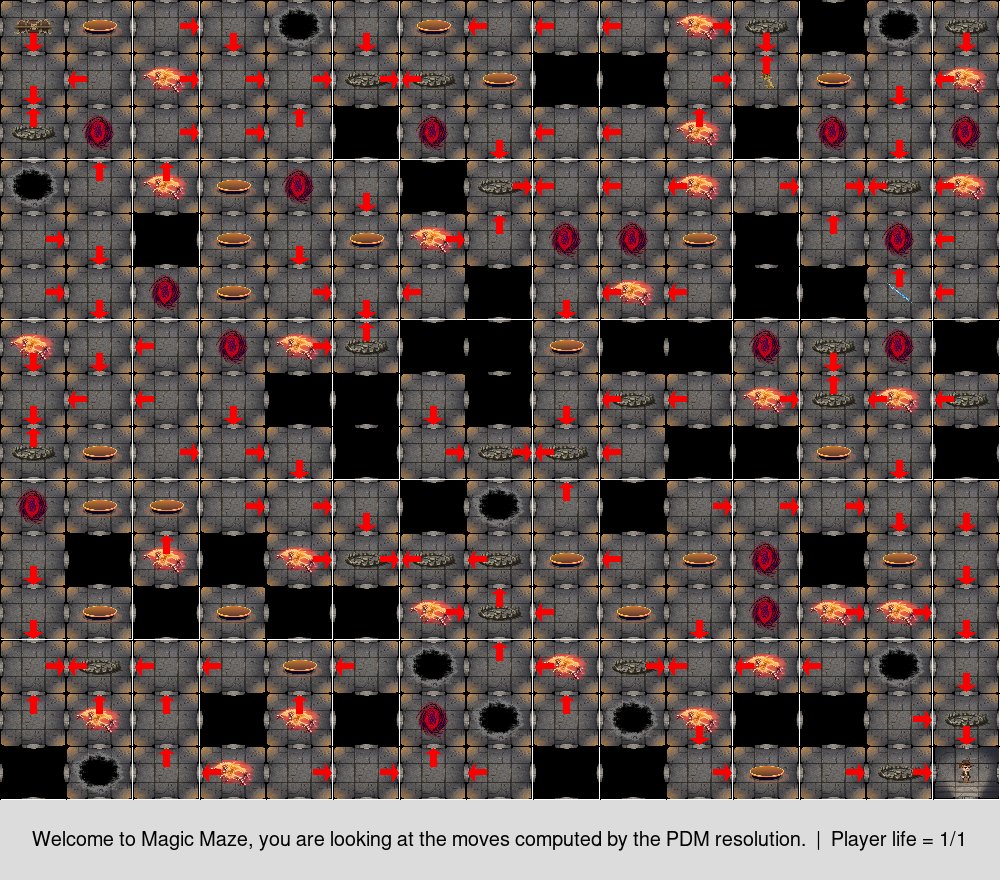 Welcome to Magic Maze, you are looking at the moves computed by the PDM resolution.  |  Player life = 1/1